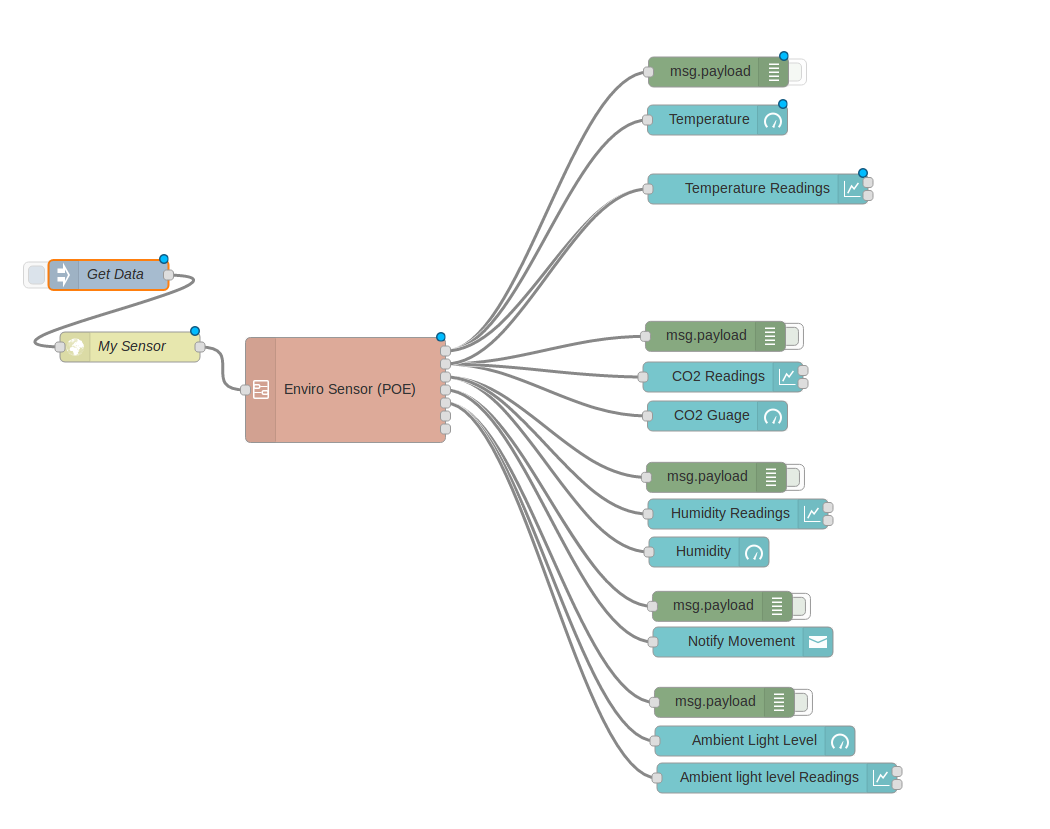 msg.payload
Temperature
Temperature Readings
Get Data
My Sensor
Enviro Sensor (POE)
msg.payload
CO2 Readings
CO2 Guage
msg.payload
Humidity Readings
Humidity
msg.payload
Notify Movement
msg.payload
Ambient Light Level
Ambient light level Readings